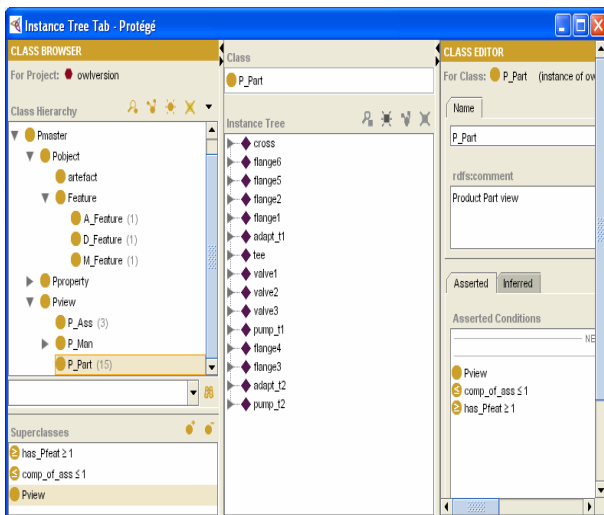 Instance Tree Tab - Protégé
CLASS BROWSER
For Project: owlversion
Class Hierarchy
Pmaster
Pobject
artefact
Feature
A_Feature (1)
D_Feature (1)
M_Feature (1)
Pproperty
Pview
P_Ass (3)
P_Man
P_Part (15)
Superclasses
has_Pfeat ≥ 1
comp_of_ass ≤ 1
Pview
Class
P_Part
Instance Tree
cross
flange6
flange5
flange2
flange1
adapt_t1
tee
valve1
valve2
valve3
pump_t1
flange4
flange3
adapt_t2
pump_t2
CLASS EDITOR
For Class: P_Part (instance of ow
Name
P_Part
rdfs:comment
Product Part view
Asserted Inferred
Asserted Conditions
NE
Pview
comp_of_ass ≤ 1
has_Pfeat ≥ 1